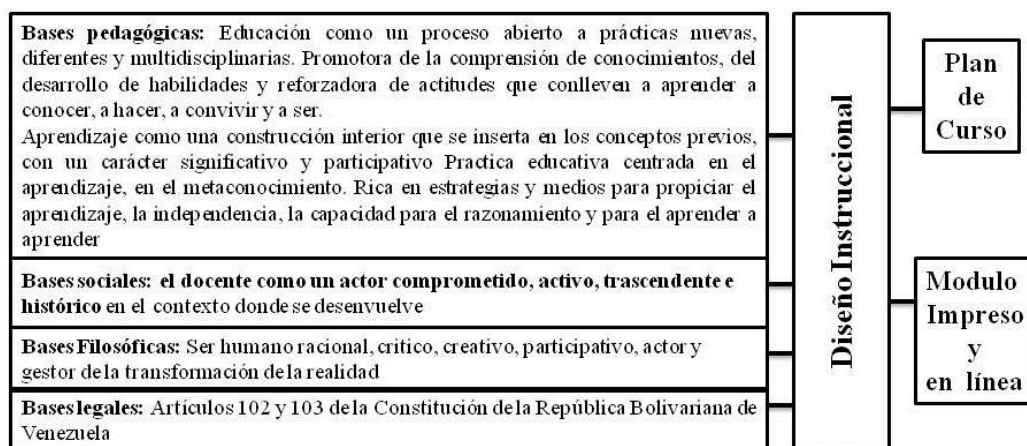 Bases pedagógicas: Educación como un proceso abierto a prácticas nuevas,
diferentes y multidisciplinarias. Promotora de la comprensión de conocimientos, del
desarrollo de habilidades y reforzadora de actitudes que conlleven a aprender a
conocer, a hacer, a convivir y a ser.
Aprendizaje como una construcción interior que se inserta en los conceptos previos,
con un carácter significativo y participativo Practica educativa centrada en el
aprendizaje, en el metaconocimiento. Rica en estrategias y medios para propiciar el
aprendizaje, la independencia, la capacidad para el razonamiento y para el aprender a
aprender
Bases sociales: el docente como un actor comprometido, activo, trascendente e
histórico en el contexto donde se desenvuelve
Bases Filosóficas: Ser humano racional, critico, creativo, participativo, actor y
gestor de la transformación de la realidad
Bases legales: Artículos 102 y 103 de la Constitución de la República Bolivariana de
Venezuela
Diseño Instruccional
Plan
de
Curso
Modulo
Impreso
y
en línea